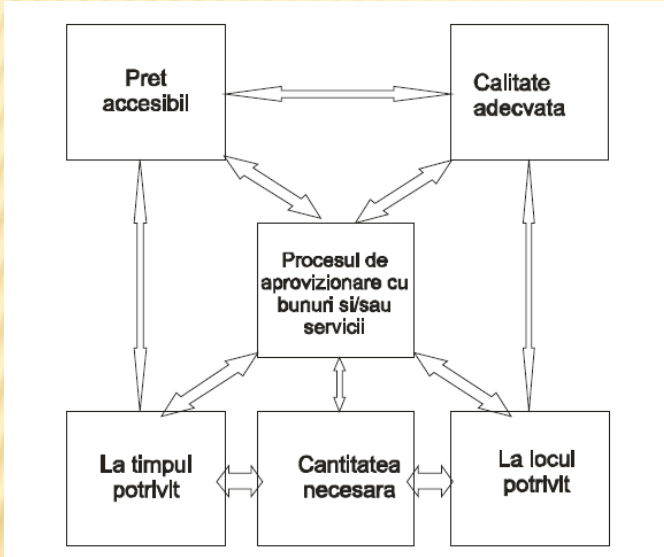 Pret
accesibil
Calitate
adecvata
Procesul de
aprovizionare cu
bunuri si/sau
servicii
La timpul
potrivit
Cantitatea
necesara
La locul
potrivit